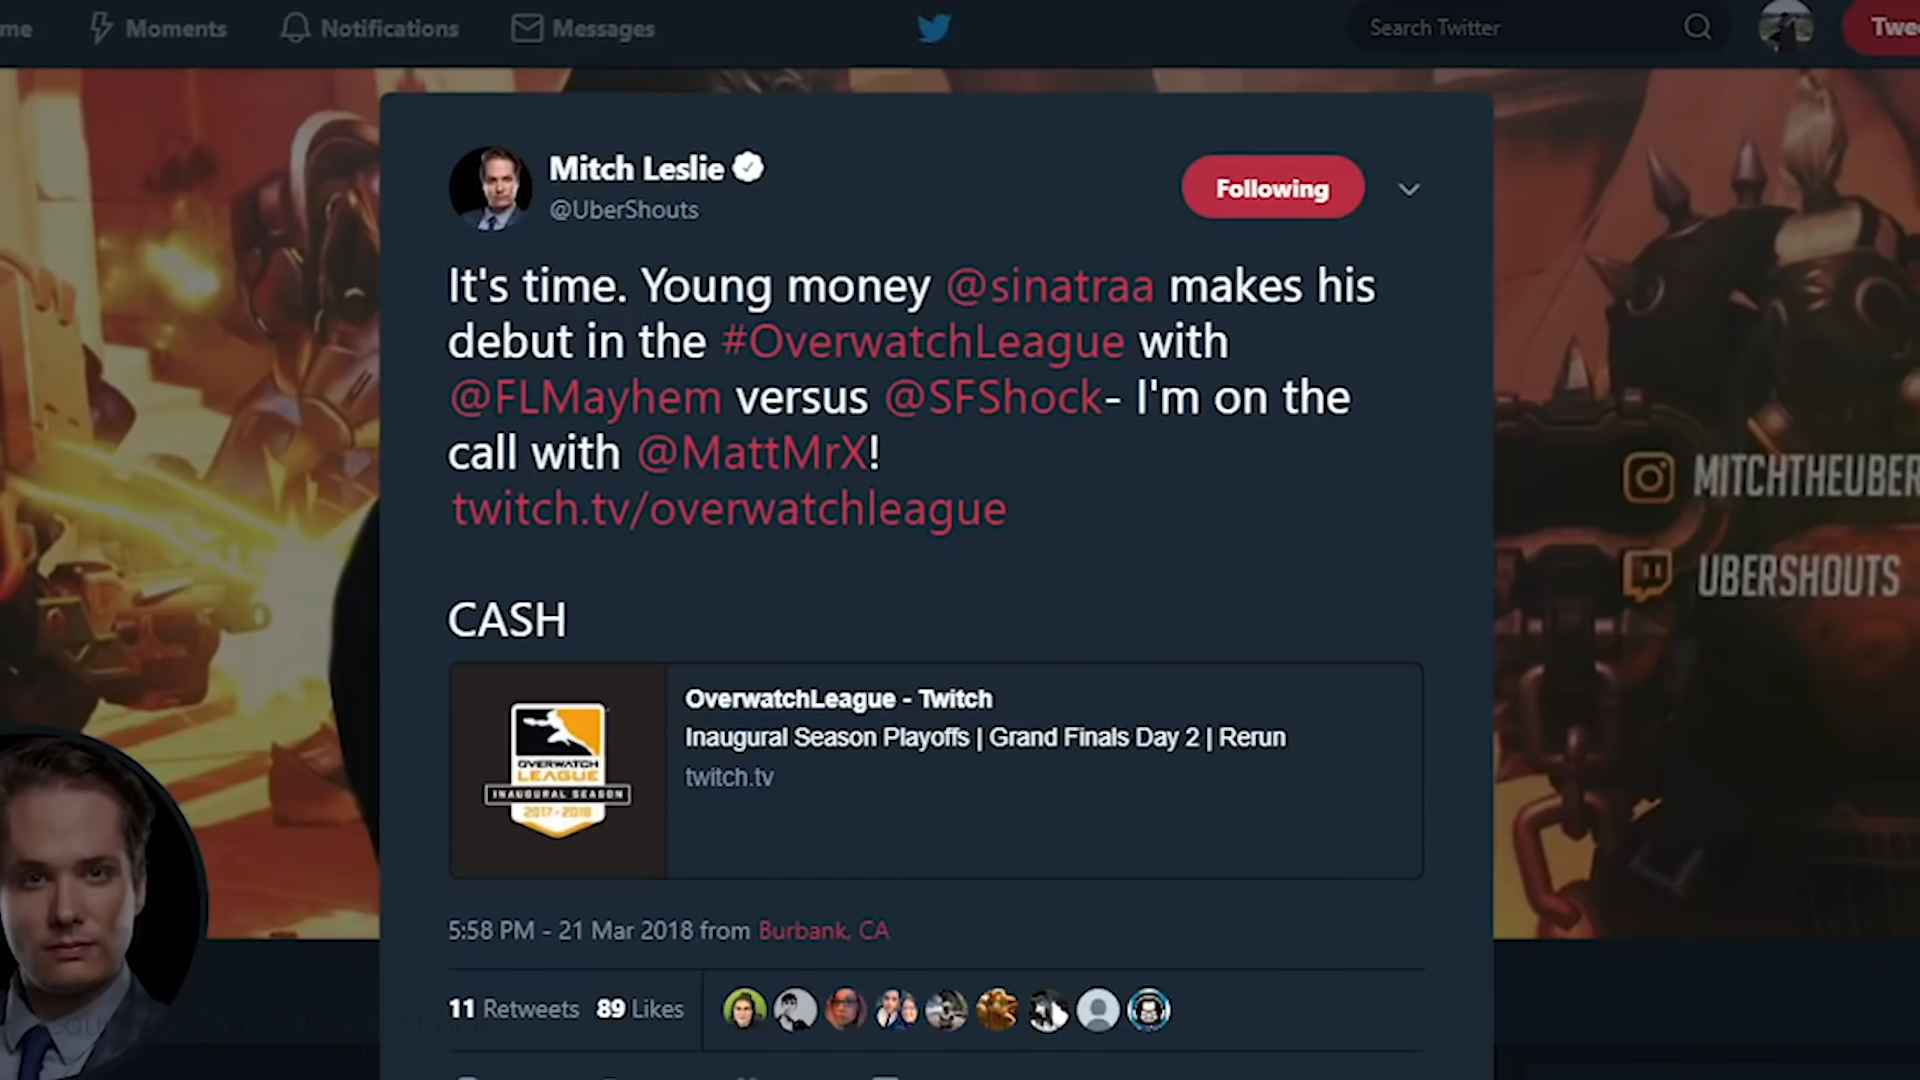 me Moments Notifications Messages Search Twitter Twe
Mitch Leslie
@UberShouts
Following
It's time. Young money @sinatraa makes his
debut in the #OverwatchLeague with
@FLMayhem versus @SFShock- I'm on the
call with @MattMrX!
twitch.tv/overwatchleague
CASH
MITCHTHEUBER
UBERSHOUTS
OVERWATCH
LEAGUE
INAUGURAL SEASON
2017-2018
OverwatchLeague - Twitch
Inaugural Season Playoffs | Grand Finals Day 2 | Rerun
twitch.tv
5:58 PM - 21 Mar 2018 from Burbank, CA
11 Retweets 89 Likes